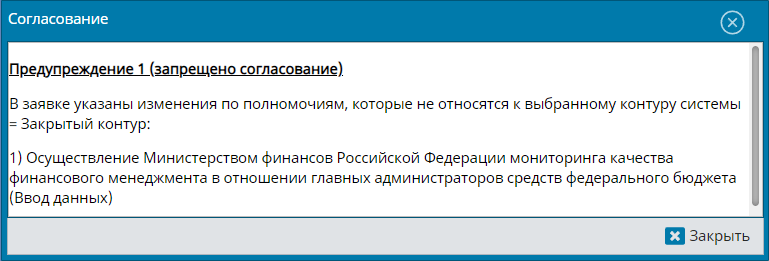 Согласование
Предупреждение 1 (запрещено согласование)
В заявке указаны изменения по полномочиям, которые не относятся к выбранному контуру системы
= Закрытый контур:
1) Осуществление Министерством финансов Российской Федерации мониторинга качества
финансового менеджмента в отношении главных администраторов средств федерального бюджета
(Ввод данных)
Закрыть